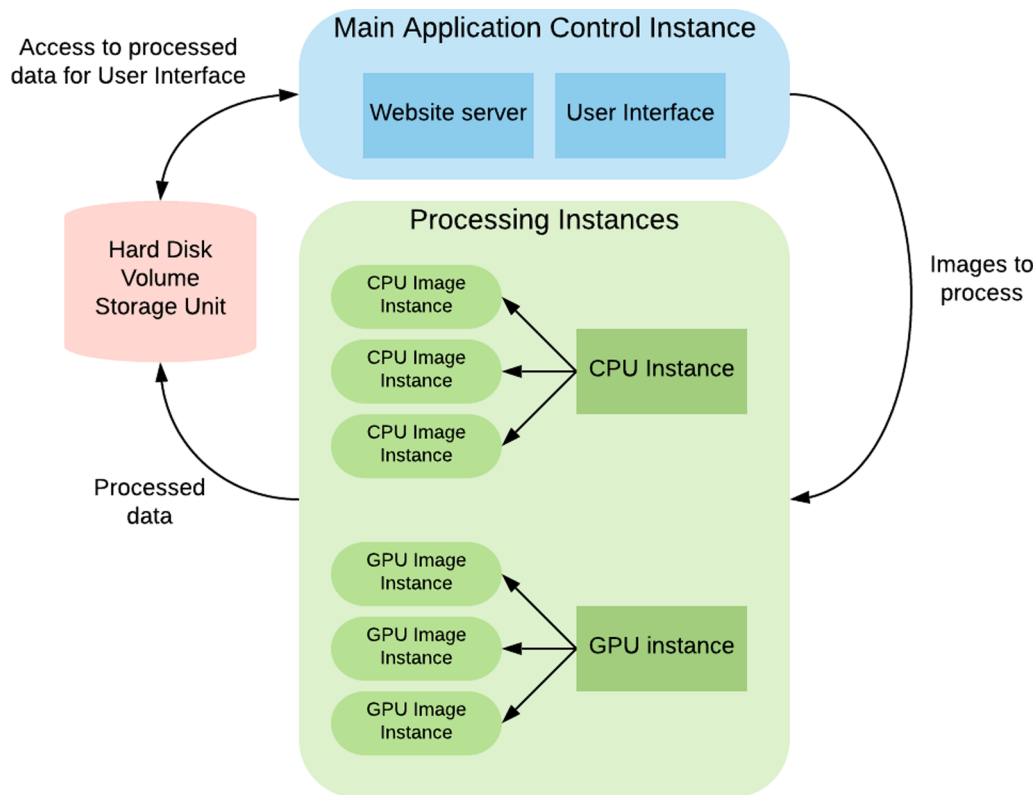 Main Application Control Instance
Access to processed
data for User Interface
Website server
User Interface
Hard Disk
Volume
Storage Unit
Processing Instances
Images to
process
CPU Image
Instance
CPU Image
Instance
CPU Image
Instance
CPU Instance
Processed
data
GPU Image
Instance
GPU Image
Instance
GPU Image
Instance
GPU instance